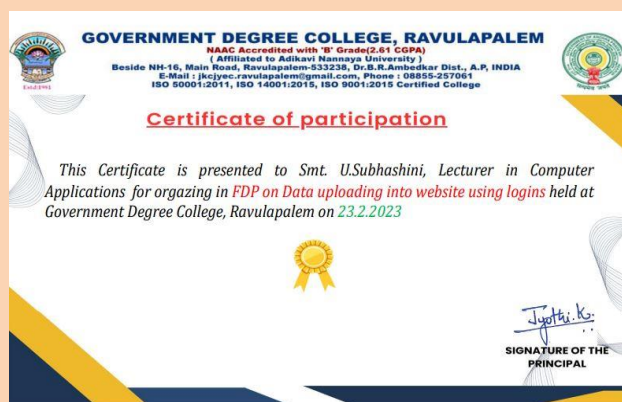 GOVERNMENT DEGREE COLLEGE, RAVULAPALEM
NAAC Accredited with 'B' Grade(2.61 CGPA)
( Affiliated to Adikavi Nannaya University )
Beside NH-16, Main Road, Ravulapalem-533238, Dr.B.R.Ambedkar Dist., A.P, INDIA
E-Mail : jkcjyec.ravulapalem@gmail.com, Phone : 08855-257061
ISO 50001:2011, ISO 14001:2015, ISO 9001:2015 Certified College
Estd:1981
Certificate of participation
This Certificate is presented to Smt. U.Subhashini, Lecturer in Computer
Applications for orgazing in FDP on Data uploading into website using logins held at
Government Degree College, Ravulapalem on 23.2.2023
Jyothi.K.
SIGNATURE OF THE
PRINCIPAL